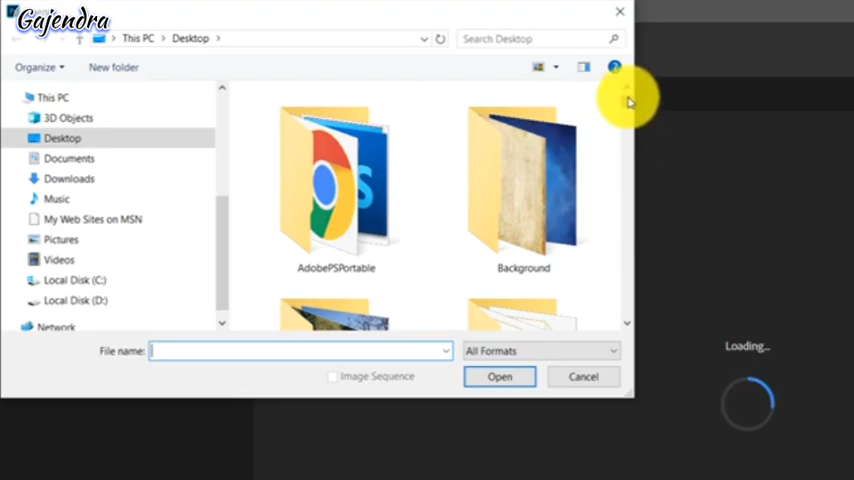 Gajendra
This PC > Desktop >
Search Desktop
Organize
New folder
?
This PC
3D Objects
Desktop
Documents
Downloads
Music
My Web Sites on MSN
Pictures
Videos
Local Disk (C:)
Local Disk (D:)
Network
AdobePSPortable
Background
File name:
All Formats
Image Sequence
Open
Cancel
Loading...